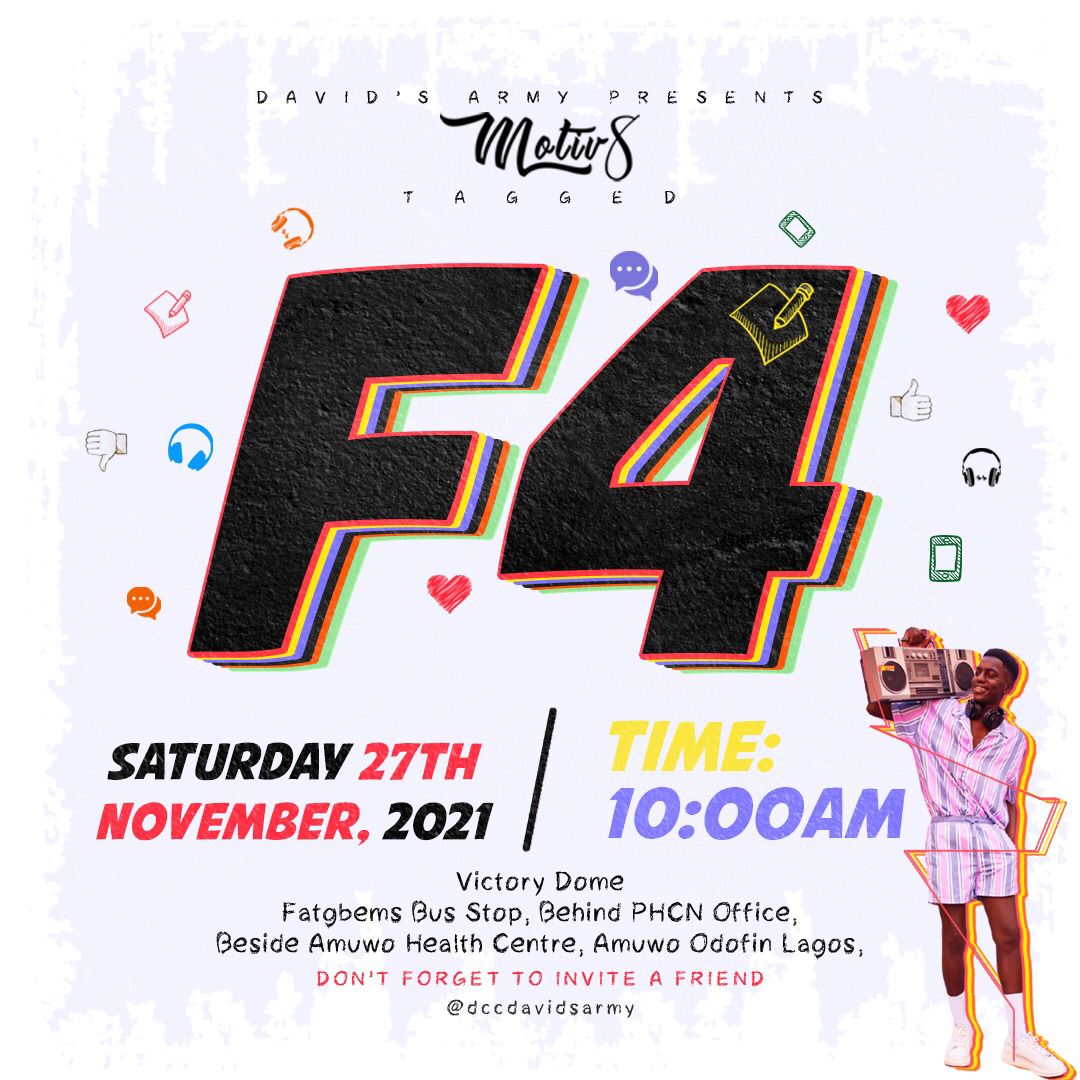 DAVID'S ARMY PRESENTS
Motiv8
TAGGED
F4
SATURDAY 27TH
NOVEMBER, 2021
TIME:
10:00AM
Victory Dome
Fatgbems Bus Stop, Behind PHCN Office,
Beside Amuwo Health Centre, Amuwo Odofin Lagos,
DON'T FORGET TO INVITE A FRIEND
@dccdavidsarmy